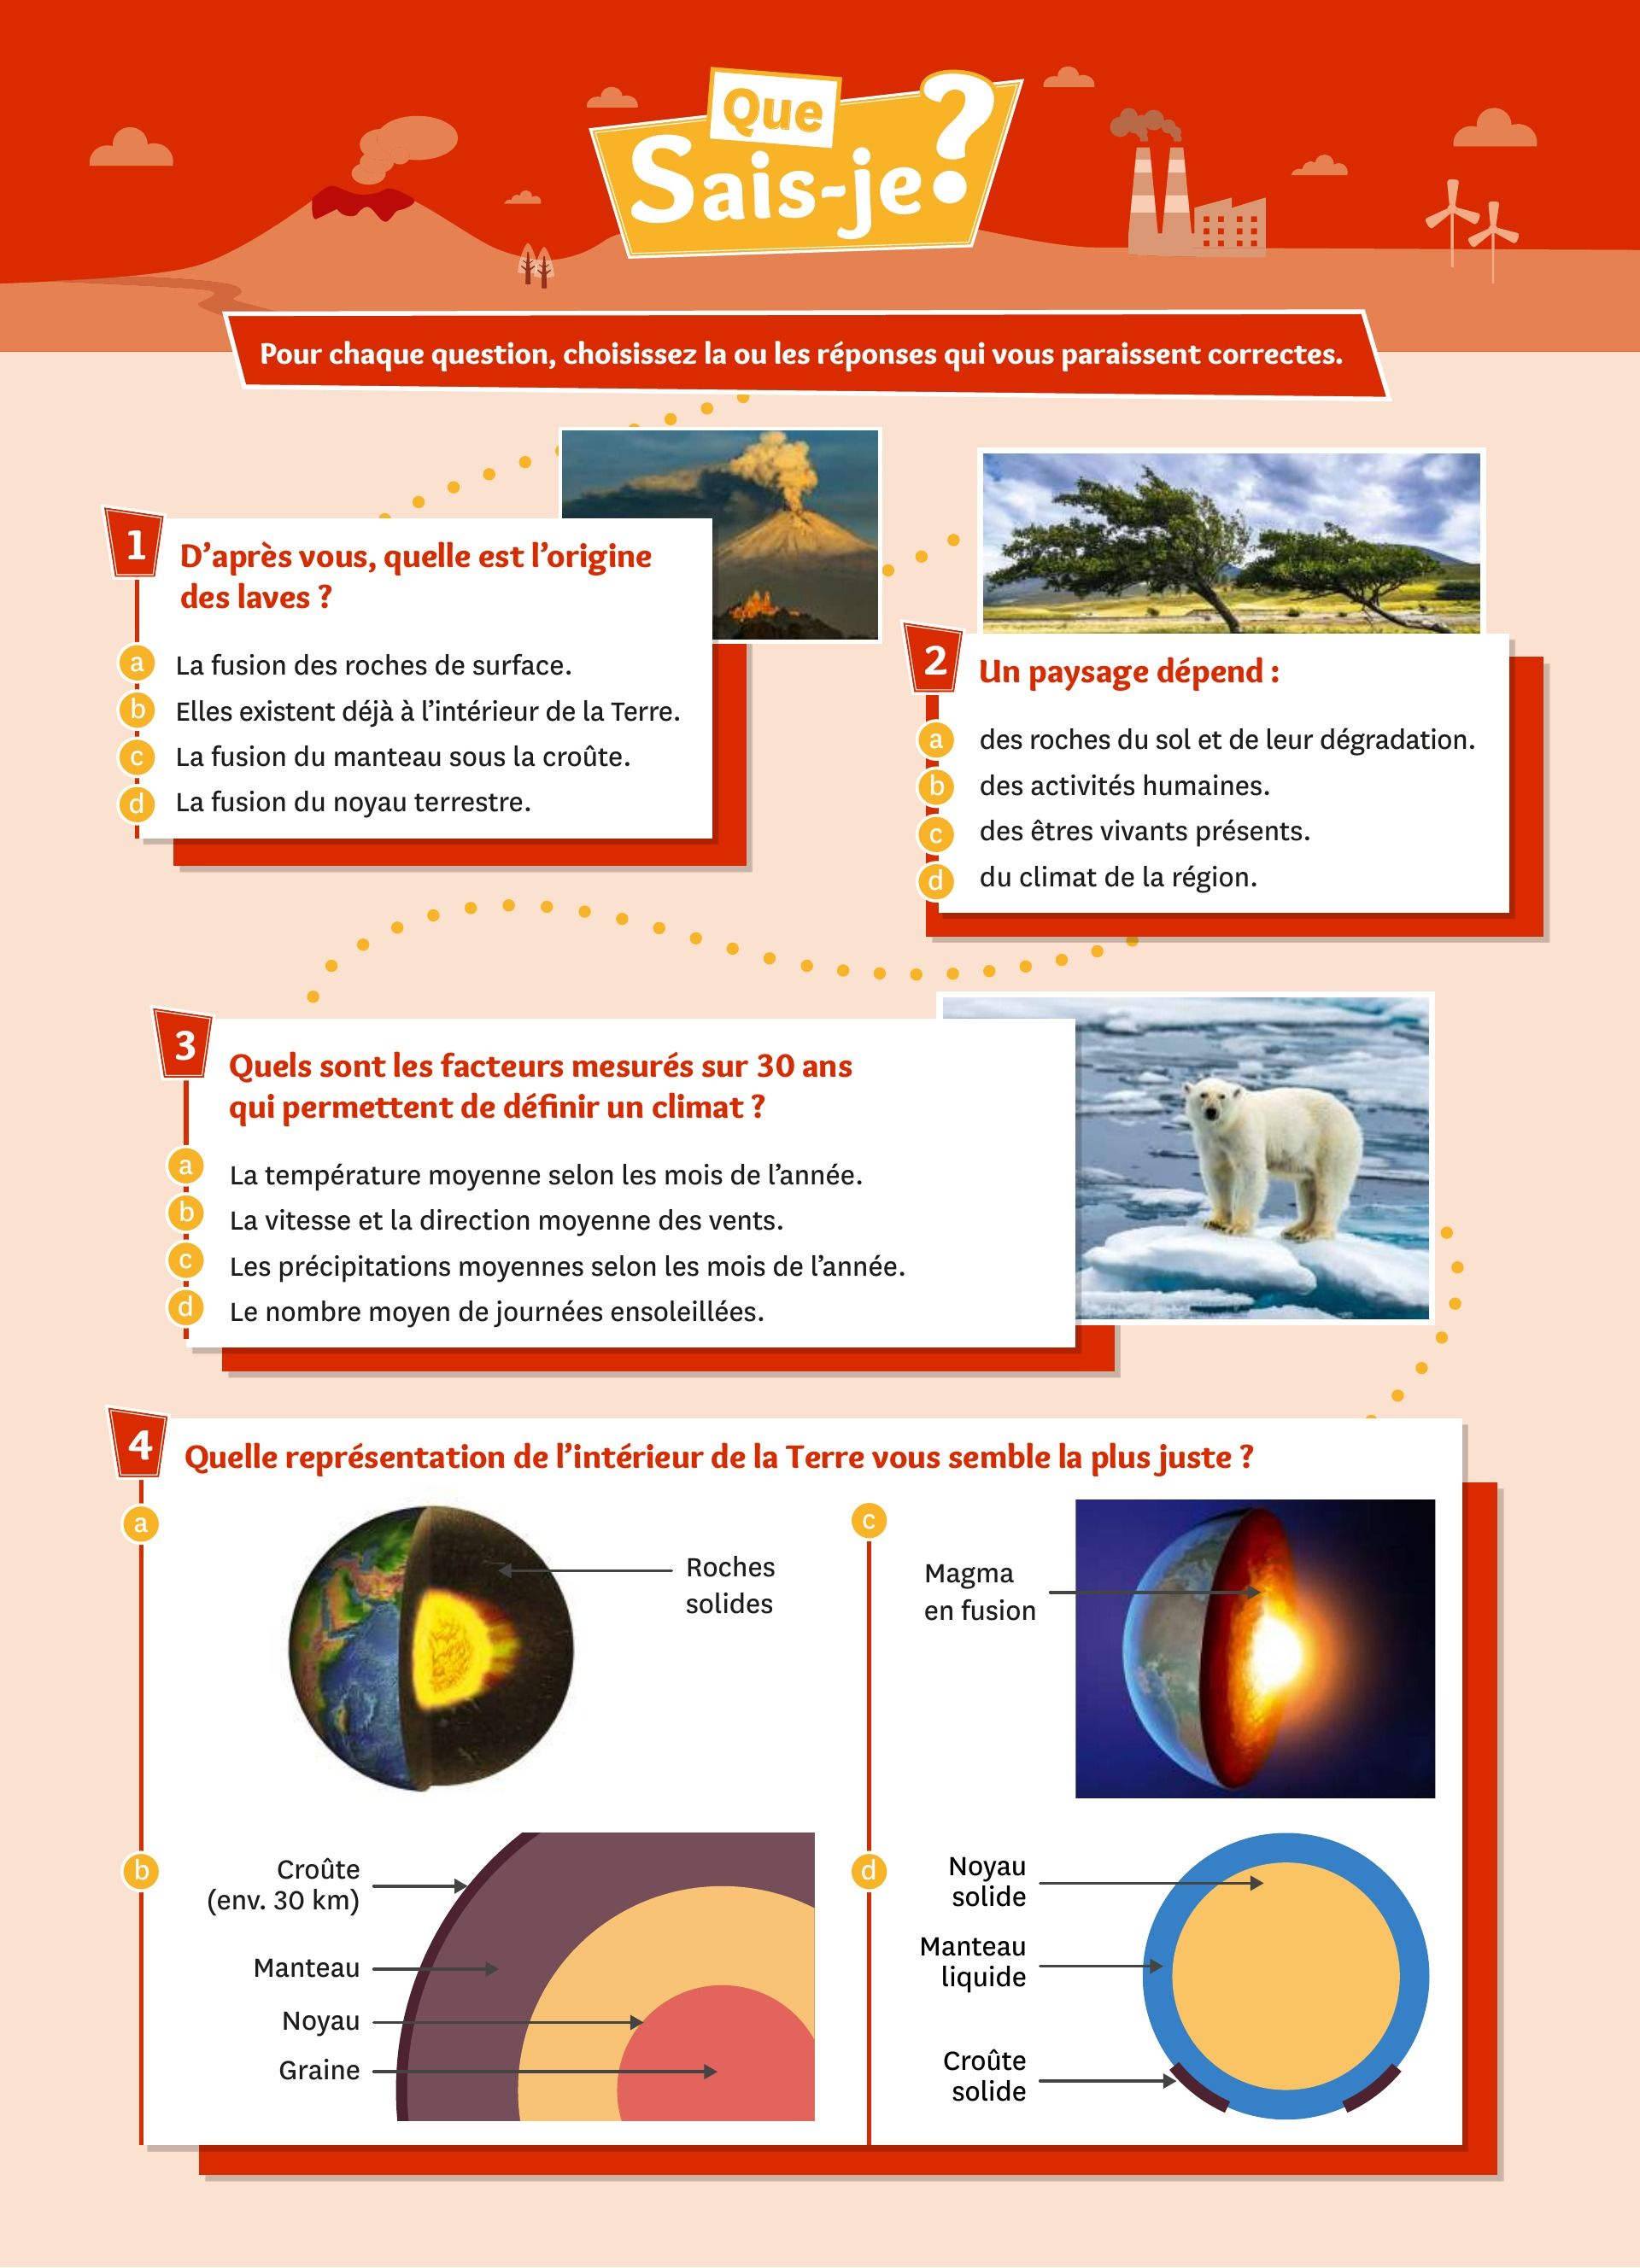 Que
Sais-je ?
Pour chaque question, choisissez la ou les réponses qui vous paraissent correctes.
1
D’après vous, quelle est l’origine
des laves ?
a La fusion des roches de surface.
b Elles existent déjà à l’intérieur de la Terre.
c La fusion du manteau sous la croûte.
d La fusion du noyau terrestre.
2 Un paysage dépend :
a des roches du sol et de leur dégradation.
b des activités humaines.
c des êtres vivants présents.
d du climat de la région.
3
Quels sont les facteurs mesurés sur 30 ans
qui permettent de définir un climat ?
a La température moyenne selon les mois de l’année.
b La vitesse et la direction moyenne des vents.
c Les précipitations moyennes selon les mois de l’année.
d Le nombre moyen de journées ensoleillées.
4 Quelle représentation de l’intérieur de la Terre vous semble la plus juste ?
a
Roches
solides
b
Croûte
(env. 30 km)
Manteau
Noyau
Graine
c
Magma
en fusion
d
Noyau
solide
Manteau
liquide
Croûte
solide